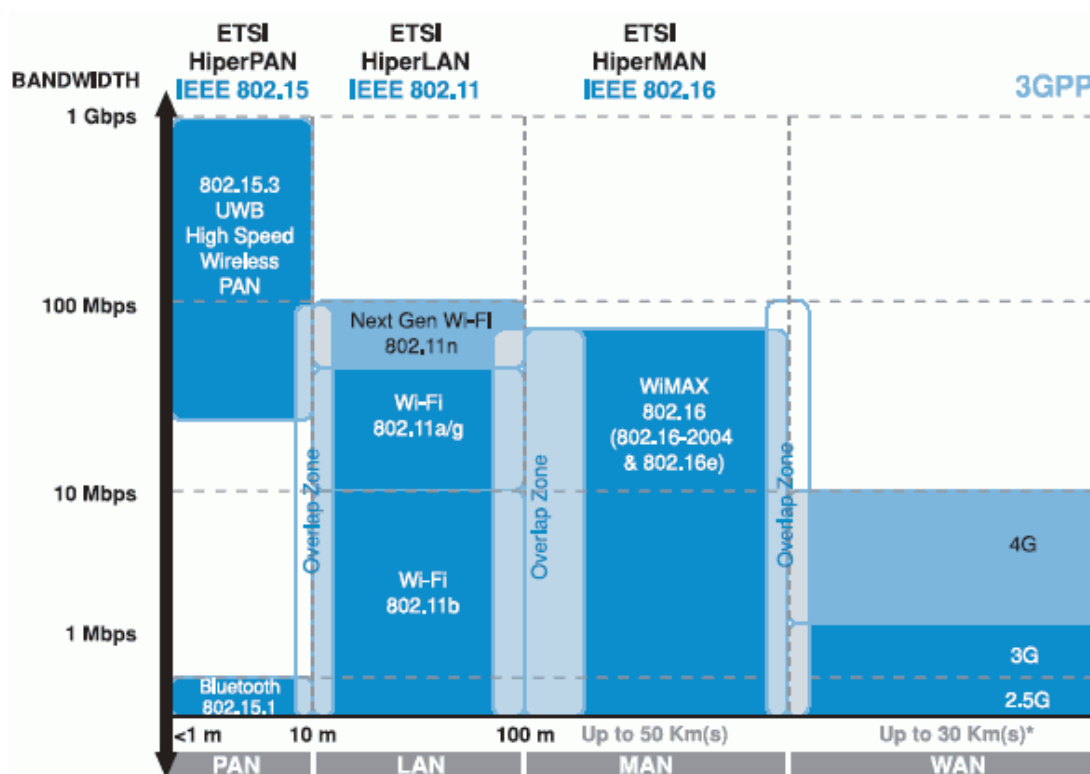 ETSI
HiperPAN
IEEE 802.15
ETSI
HiperLAN
IEEE 802.11
ETSI
HiperMAN
IEEE 802.16
3GPP
BANDWIDTH
1 Gbps
100 Mbps
10 Mbps
1 Mbps
802.15.3
UWB
High Speed
Wireless
PAN
Bluetooth
802.15.1
Overlap Zone
Next Gen Wi-Fi
802.11n
Wi-Fi
802.11a/g
Wi-Fi
802.11b
Overlap Zone
WiMAX
802.16
(802.16-2004
& 802.16e)
Overlap Zone
4G
3G
2.5G
<1 m
10 m
100 m
Up to 50 Km(s)
Up to 30 Km(s)*
PAN
LAN
MAN
WAN